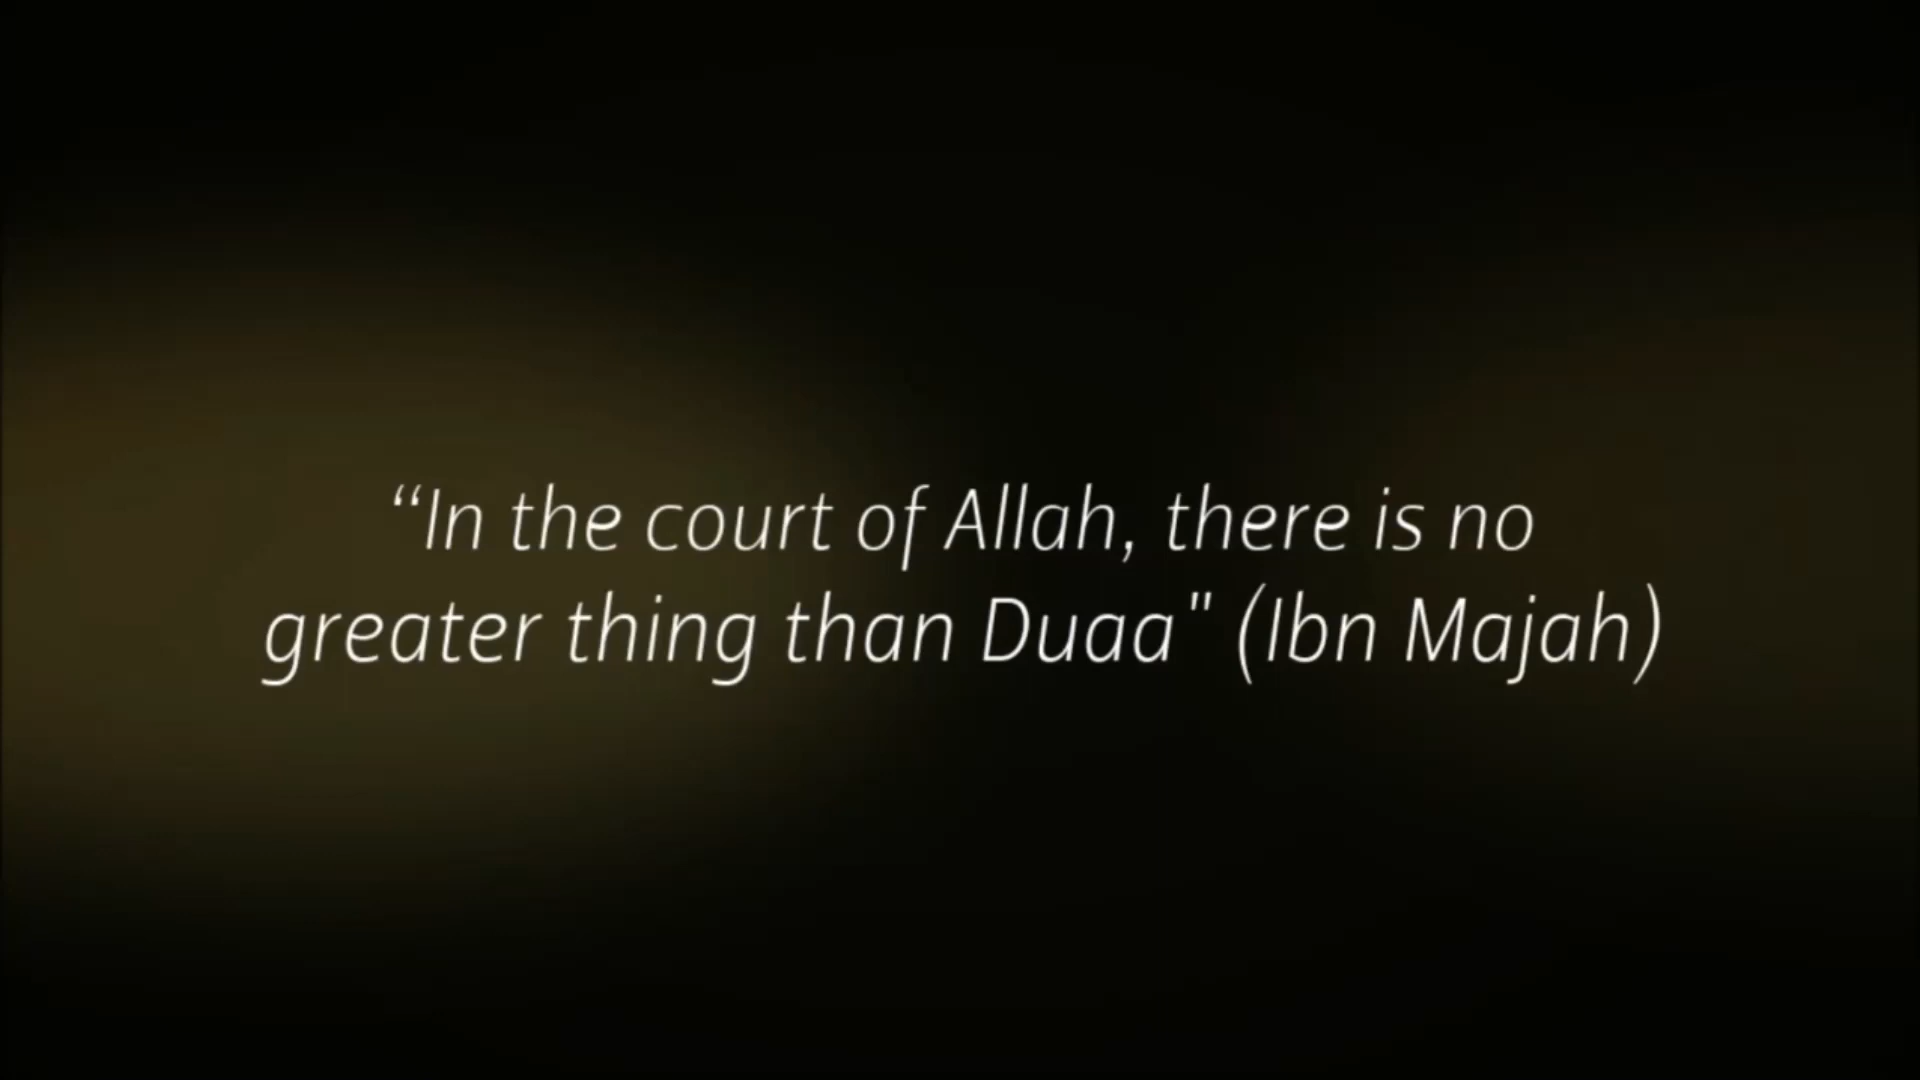 “In the court of Allah, there is no
greater thing than Duaa" (Ibn Majah)